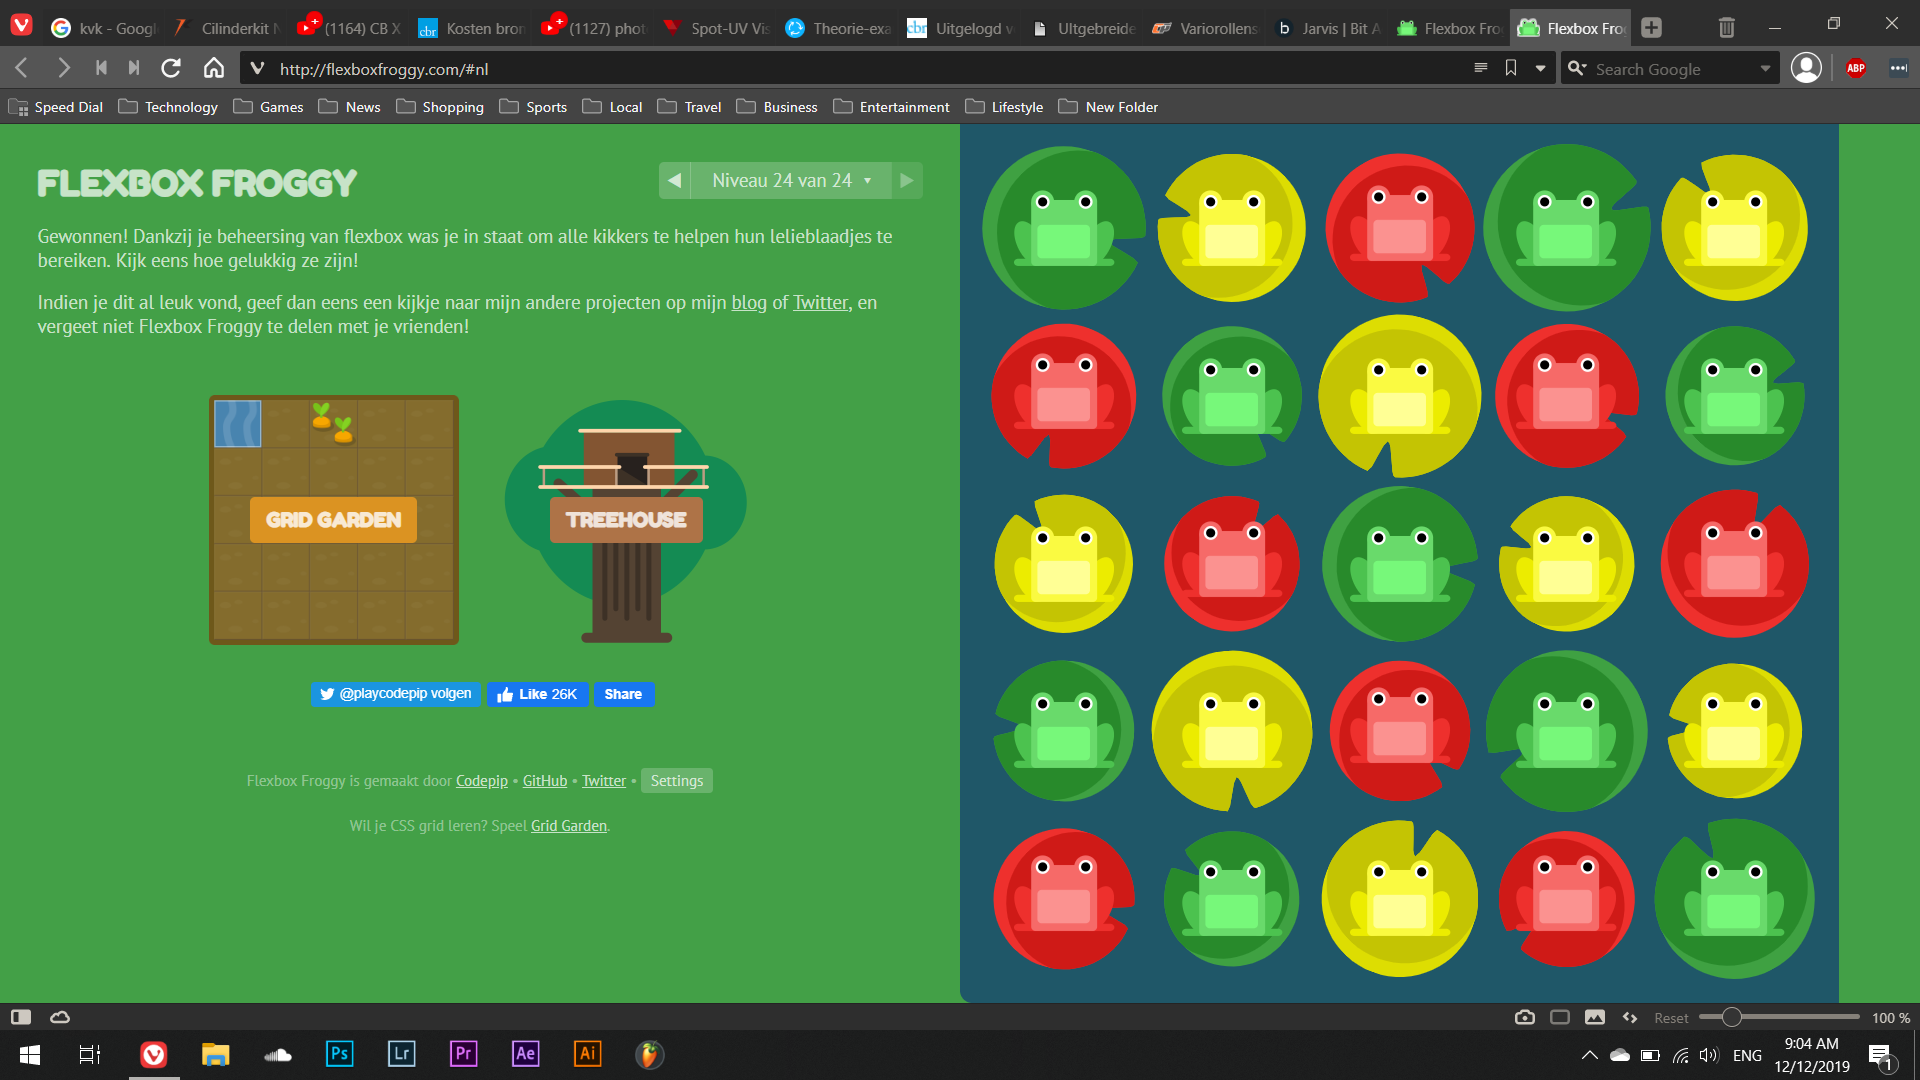 kvk - Googl
Cilinderkit N
(1164) CB X
Kosten bron
(1127) phot
Spot-UV Vis
Theorie-exa
Uitgelogd v
UItgebreide
Variorollens
Jarvis | Bit A
Flexbox Fro
Flexbox Fro
http://flexboxfroggy.com/#nl
Search Google
ABP
Speed Dial
Technology
Games
News
Shopping
Sports
Local
Travel
Business
Entertainment
Lifestyle
New Folder
FLEXBOX FROGGY
Niveau 24 van 24
Gewonnen! Dankzij je beheersing van flexbox was je in staat om alle kikkers te helpen hun lelieblaadjes te
bereiken. Kijk eens hoe gelukkig ze zijn!
Indien je dit al leuk vond, geef dan eens een kijkje naar mijn andere projecten op mijn blog of Twitter, en
vergeet niet Flexbox Froggy te delen met je vrienden!
GRID GARDEN
TREEHOUSE
@playcodepip volgen
Like 26K
Share
Flexbox Froggy is gemaakt door Codepip • GitHub • Twitter • Settings
Wil je CSS grid leren? Speel Grid Garden.
Reset
100 %
Ps
Lr
Pr
Ae
Ai
ENG
9:04 AM
12/12/2019
1